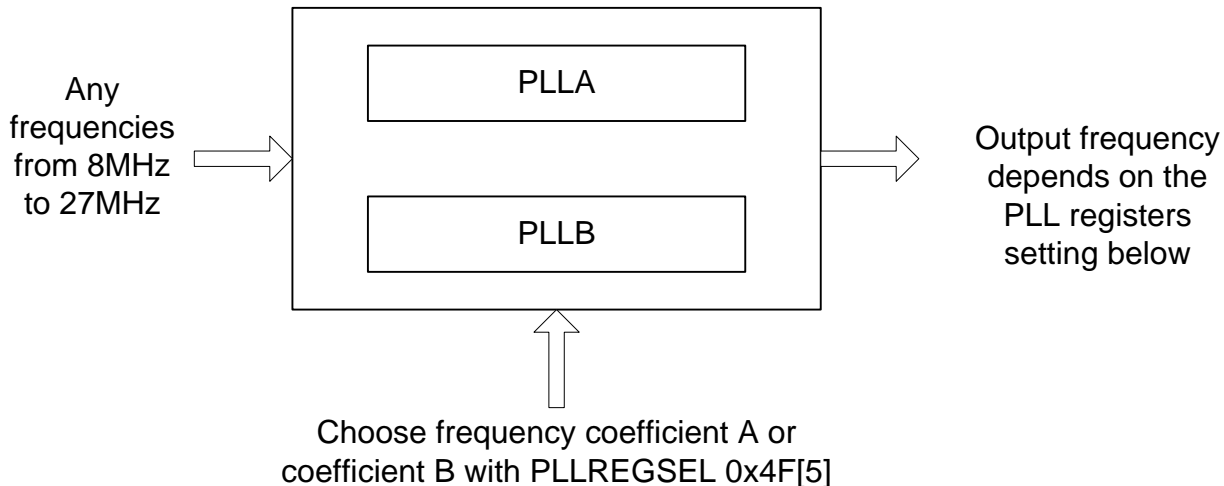 PLLA
Any
frequencies
from 8MHz
to 27MHz
Output frequency
depends on the
PLL registers
setting below
PLLB
Choose frequency coefficient A or
coefficient B with PLLREGSEL 0x4F[5]